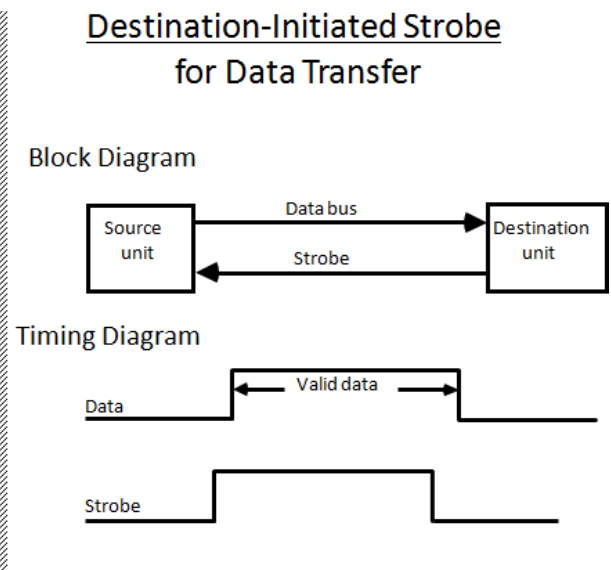 Destination-Initiated Strobe
for Data Transfer
Block Diagram
Source
unit
Data bus
Strobe
Destination
unit
Timing Diagram
Data
Valid data
Strobe